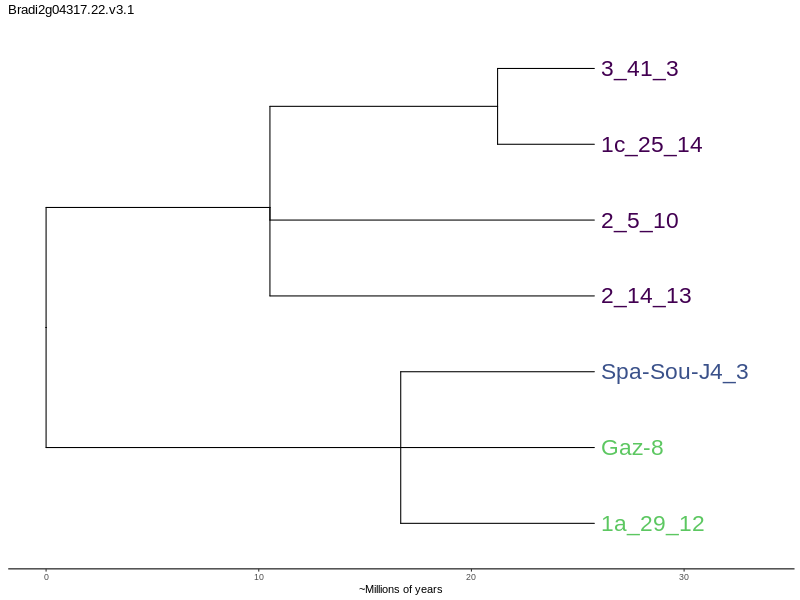 Bradi2g04317.22.v3.1
3_41_3
1c_25_14
2_5_10
2_14_13
Spa-Sou-J4_3
Gaz-8
1a_29_12
0 10 20 30
~Millions of years